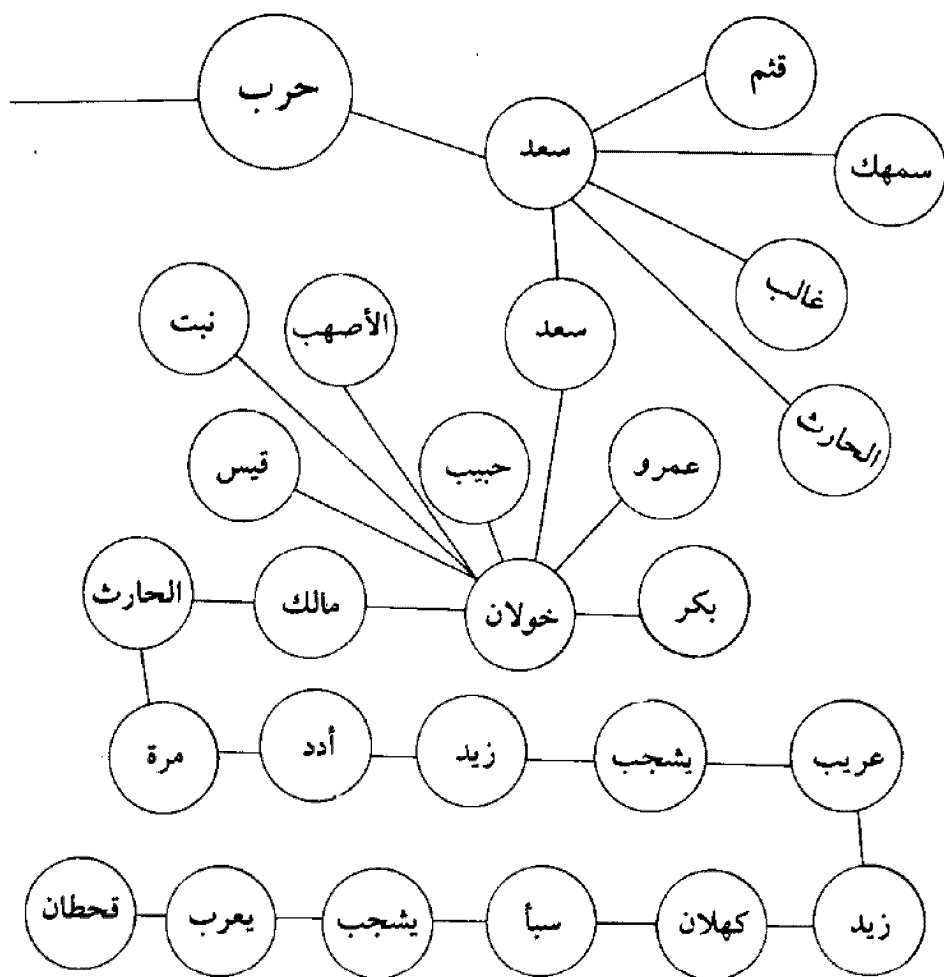 حرب
قثم
سعد
سمهك
غالب
نبت
الأصهب
سعد
الحارث
قيس
حبيب
عمرو
الحارث
مالك
خولان
بكر
عريب
يشجب
زيد
أدد
مرة
زيد
كهلان
سبأ
يشجب
يعرب
قحطان